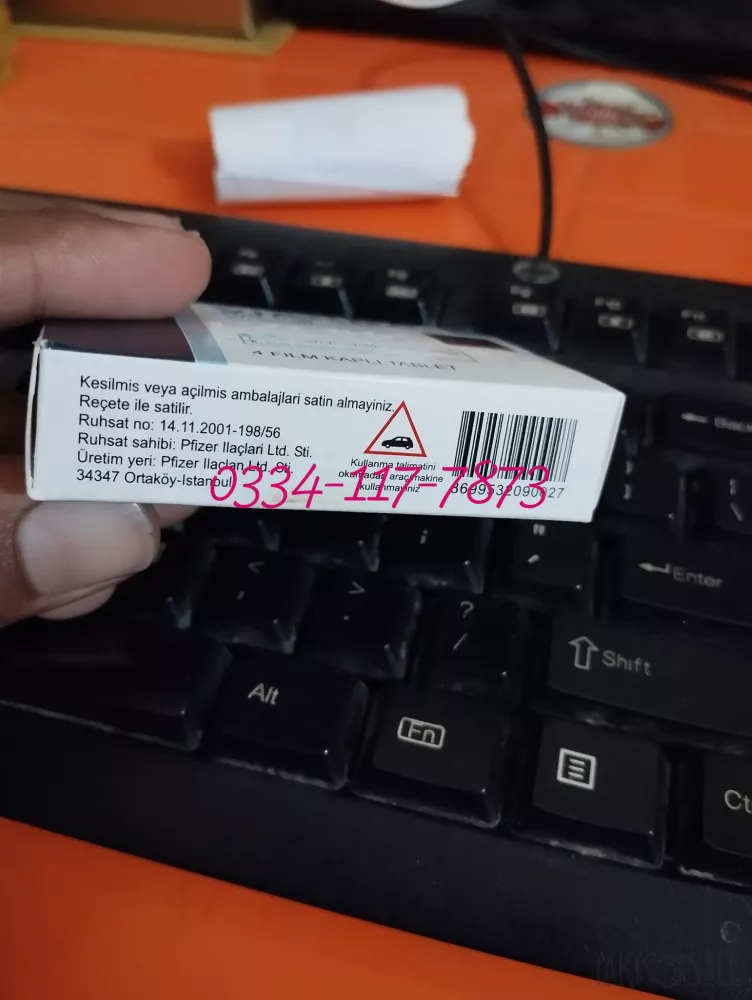 4 FILM KAPLI TABLET
Kesilmis veya açilmis ambalajlari satin almayiniz.
Reçete ile satilir.
Ruhsat no: 14.11.2001-198/56
Ruhsat sahibi: Pfizer Ilaçlari Ltd. Sti.
Üretim yeri: Pfizer Ilaclari Ltd. Sti.
34347 Ortaköy-Istanbul
Kullanma talimatini
okumadan araç makine
kullanmayiniz
8699532090027
0334-117-7873
Enter
Shift
Alt
Fn
?
/
<
,
>
.